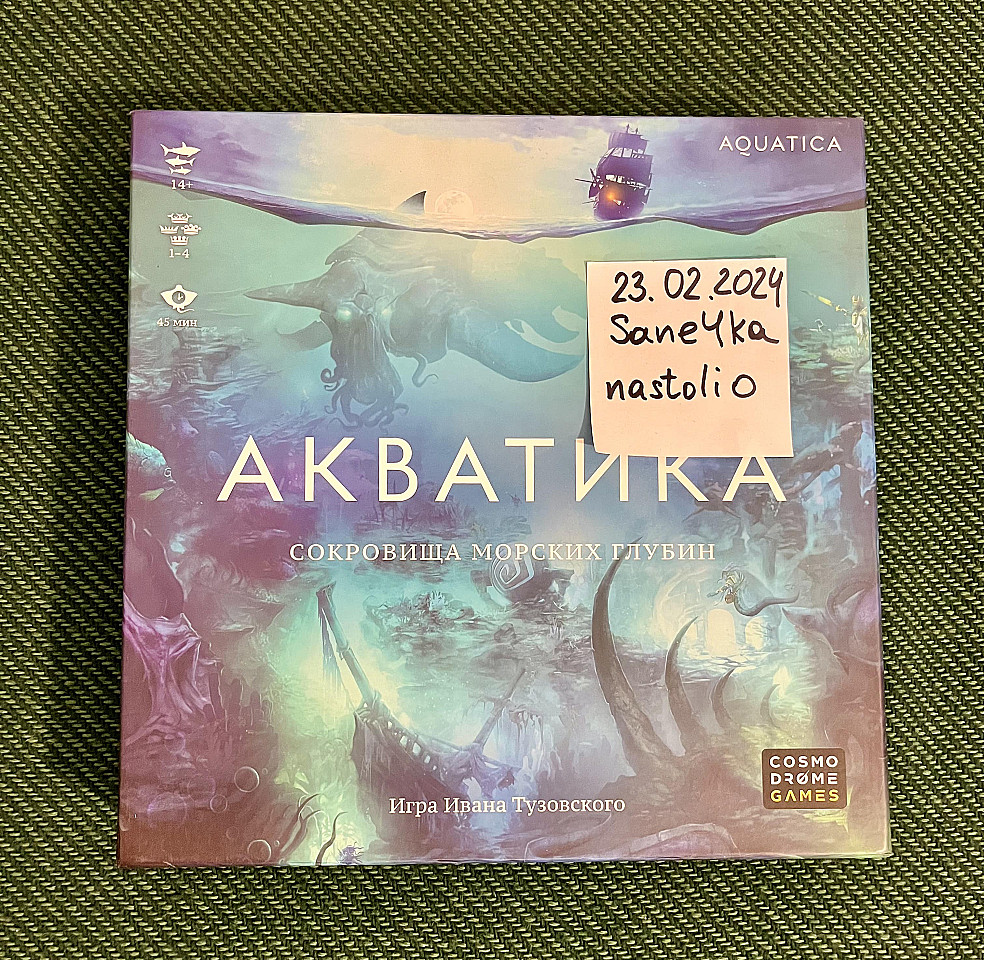 AQUATICA
14+
1–4
45 мин
23.02.2024
Sane4ka
nastolio
АКВАТИКА
СОКРОВИЩА МОРСКИХ ГЛУБИН
Игра Ивана Тузовского
COSMO
DRØME
GAMES